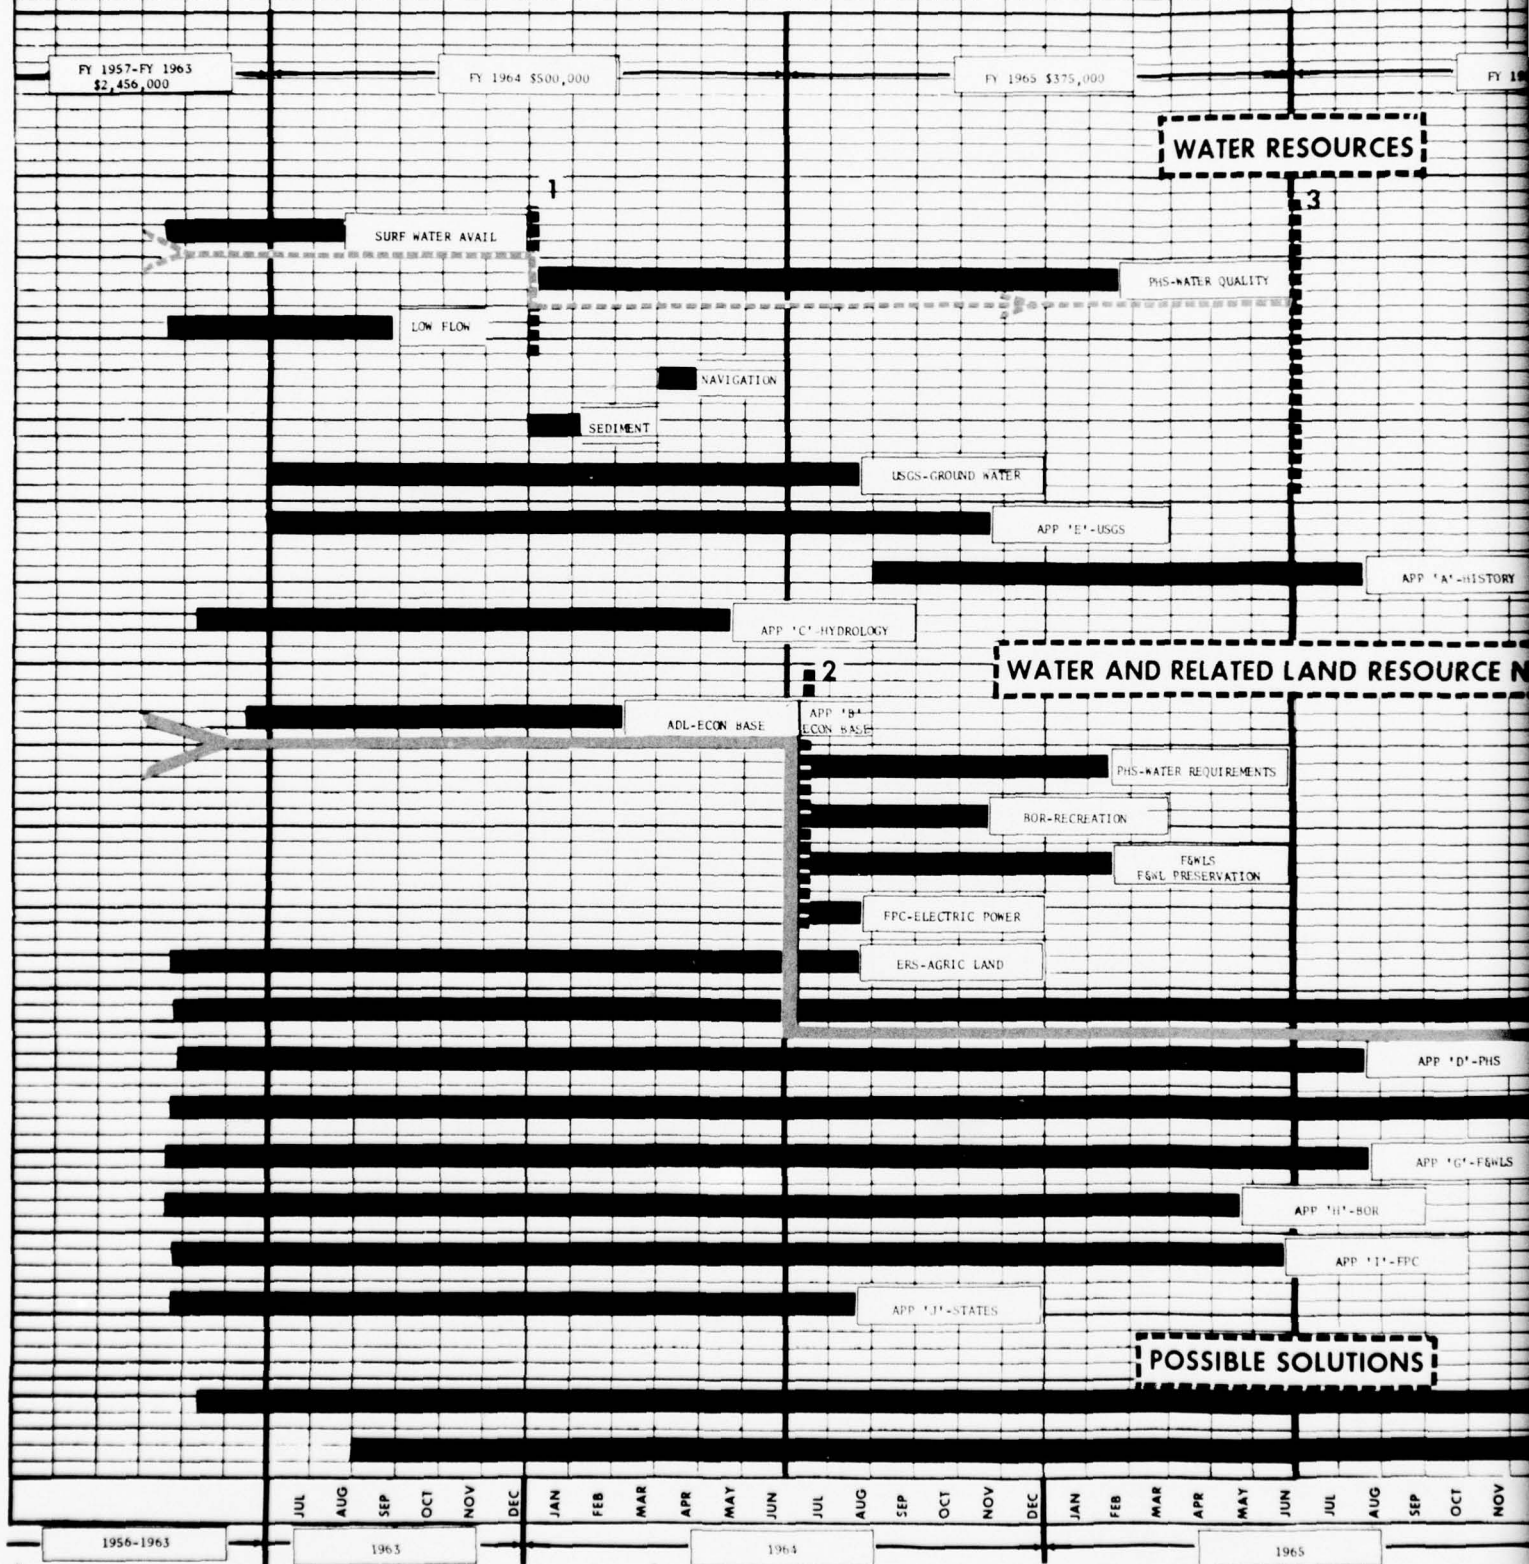 FY 1957-FY 1963
$2,456,000
FY 1964 $500,000
FY 1965 $375,000
FY
WATER RESOURCES
1
3
SURF WATER AVAIL
PHS-WATER QUALITY
LOW FLOW
NAVIGATION
SEDIMENT
USGS-GROUND WATER
APP 'E'-USGS
APP 'A'-HISTORY
APP 'C'-HYDROLOGY
WATER AND RELATED LAND RESOURCE N
2
ADL-ECON BASE
APP 'B'
ECON BASE
PHS-WATER REQUIREMENTS
BOR-RECREATION
F&WLS
F&WL PRESERVATION
FPC-ELECTRIC POWER
ERS-AGRIC LAND
APP 'D'-PHS
APP 'G'-F&WLS
APP 'H'-BOR
APP 'I'-FPC
APP 'J'-STATES
POSSIBLE SOLUTIONS
JUL AUG SEP OCT NOV DEC JAN FEB MAR APR MAY JUN JUL AUG SEP OCT NOV DEC JAN FEB MAR APR MAY JUN JUL AUG SEP OCT NOV
1956-1963 1963 1964 1965